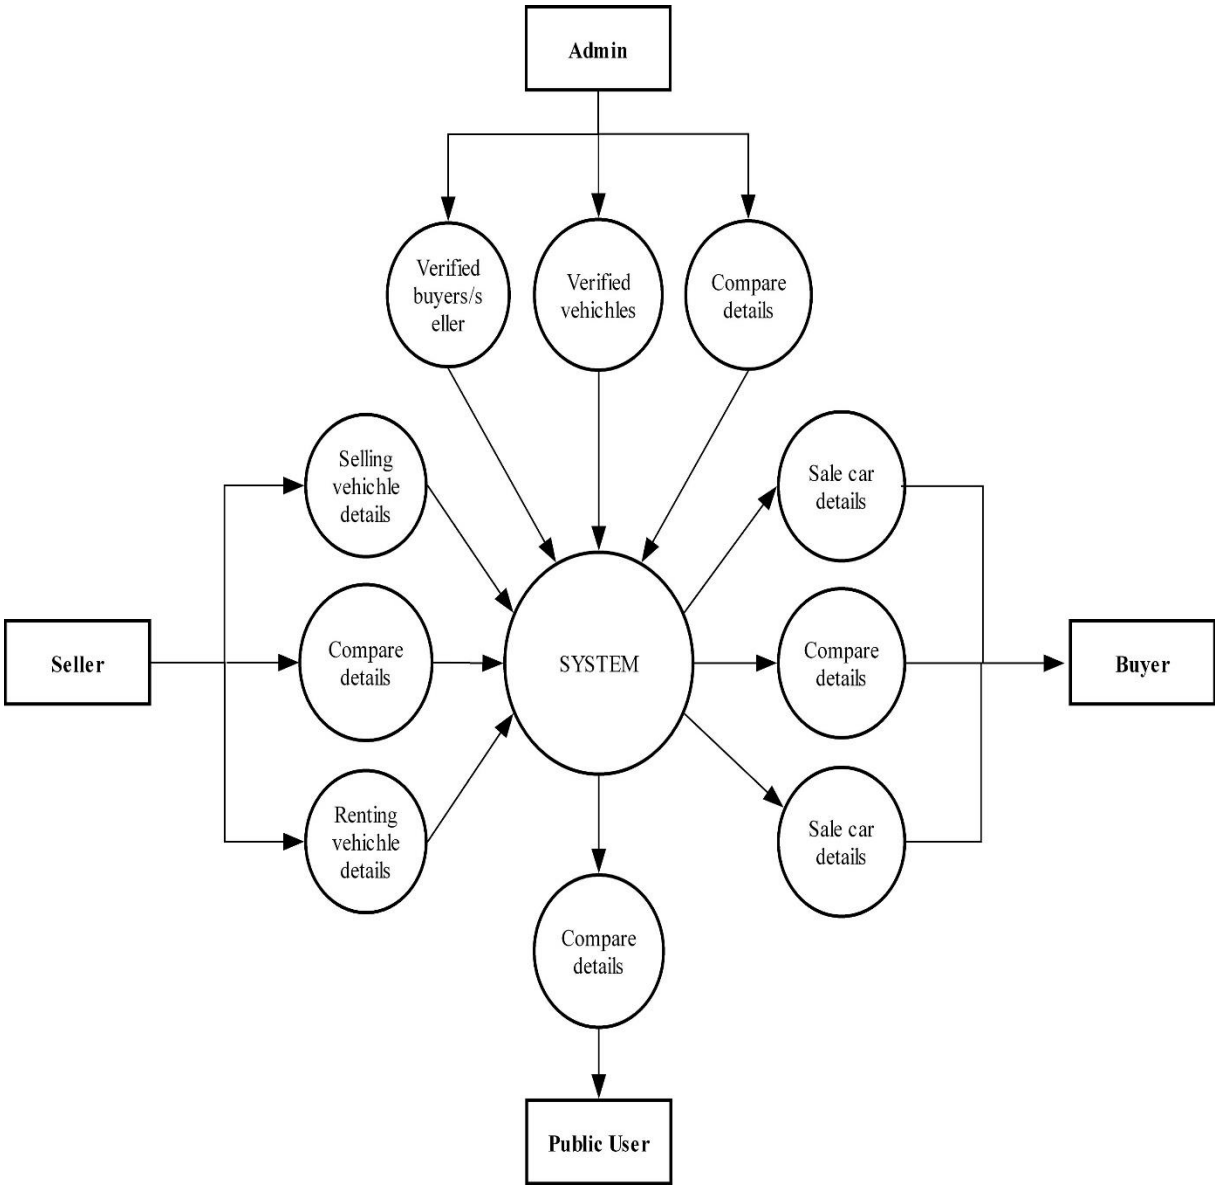 Admin
Verified
buyers/s
eller
Verified
vehichles
Compare
details
Selling
vehichle
details
Sale car
details
Seller
Compare
details
SYSTEM
Compare
details
Buyer
Renting
vehichle
details
Sale car
details
Compare
details
Public User